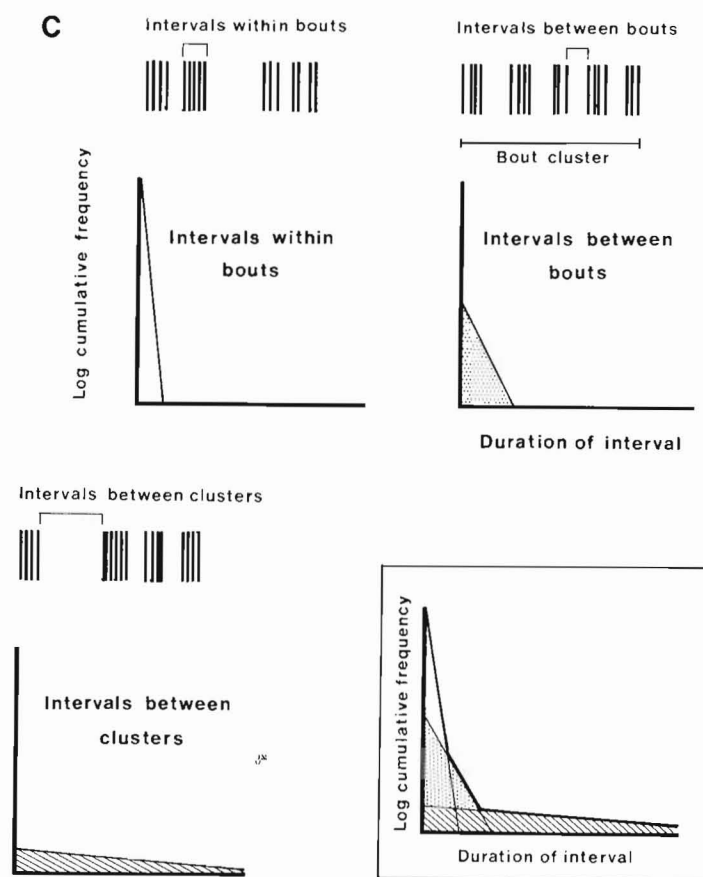 C
Intervals within bouts
Intervals between bouts
Bout cluster
Log cumulative frequency
Intervals within
bouts
Intervals between
bouts
Duration of interval
Intervals between clusters
Intervals between
clusters
Log cumulative frequency
Duration of interval